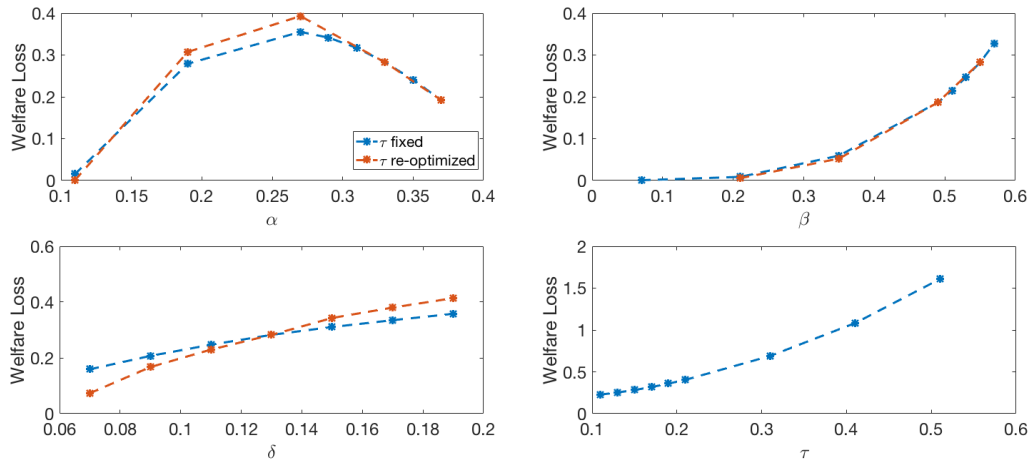 Welfare Loss
0.4
0.3
0.2
0.1
0
0.1 0.15 0.2 0.25 0.3 0.35 0.4
α
τ fixed
τ re-optimized
Welfare Loss
0.4
0.3
0.2
0.1
0
0 0.1 0.2 0.3 0.4 0.5 0.6
β
Welfare Loss
0.6
0.4
0.2
0
0.06 0.08 0.1 0.12 0.14 0.16 0.18 0.2
δ
Welfare Loss
2
1.5
1
0.5
0
0.1 0.2 0.3 0.4 0.5 0.6
τ